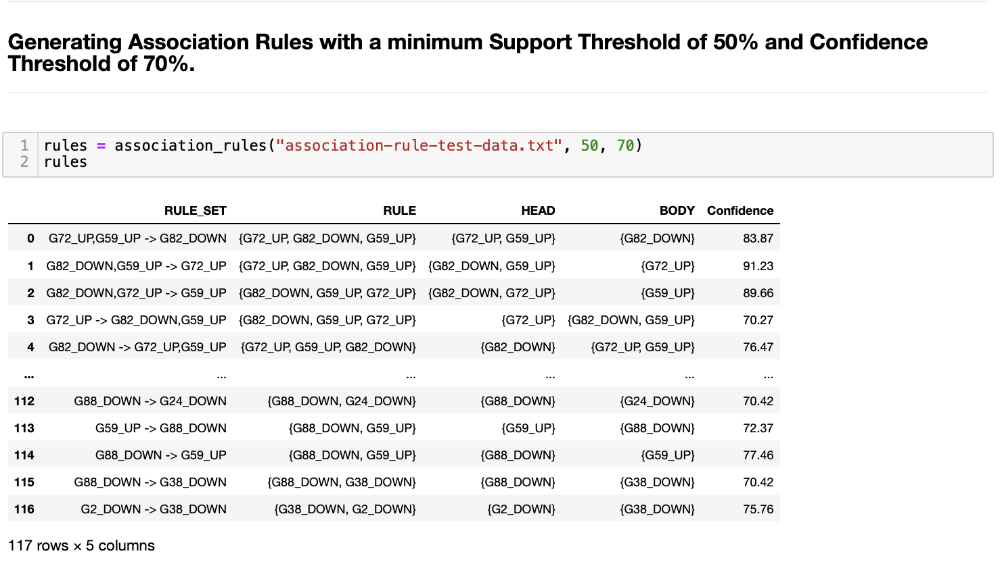 Generating Association Rules with a minimum Support Threshold of 50% and Confidence
Threshold of 70%.
1 rules = association_rules("association-rule-test-data.txt", 50, 70)
2 rules
RULE_SET RULE HEAD BODY Confidence
0 G72_UP,G59_UP -> G82_DOWN {G72_UP, G82_DOWN, G59_UP} {G72_UP, G59_UP} {G82_DOWN} 83.87
1 G82_DOWN,G59_UP -> G72_UP {G72_UP, G82_DOWN, G59_UP} {G82_DOWN, G59_UP} {G72_UP} 91.23
2 G82_DOWN,G72_UP -> G59_UP {G82_DOWN, G59_UP, G72_UP} {G82_DOWN, G72_UP} {G59_UP} 89.66
3 G72_UP -> G82_DOWN,G59_UP {G82_DOWN, G59_UP, G72_UP} {G72_UP} {G82_DOWN, G59_UP} 70.27
4 G82_DOWN -> G72_UP,G59_UP {G72_UP, G59_UP, G82_DOWN} {G82_DOWN} {G72_UP, G59_UP} 76.47
... ... ... ... ... ...
112 G88_DOWN -> G24_DOWN {G88_DOWN, G24_DOWN} {G88_DOWN} {G24_DOWN} 70.42
113 G59_UP -> G88_DOWN {G88_DOWN, G59_UP} {G59_UP} {G88_DOWN} 72.37
114 G88_DOWN -> G59_UP {G88_DOWN, G59_UP} {G88_DOWN} {G59_UP} 77.46
115 G88_DOWN -> G38_DOWN {G88_DOWN, G38_DOWN} {G88_DOWN} {G38_DOWN} 70.42
116 G2_DOWN -> G38_DOWN {G38_DOWN, G2_DOWN} {G2_DOWN} {G38_DOWN} 75.76
117 rows × 5 columns